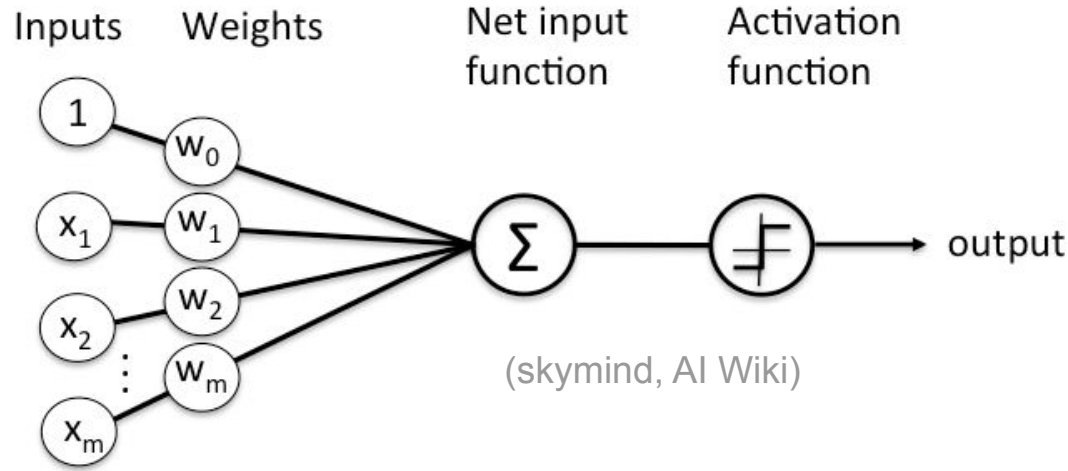 Inputs Weights Net input function Activation function
1
w0
x1 w1
x2 w2
⋮ wm
xm
Σ
output
(skymind, AI Wiki)